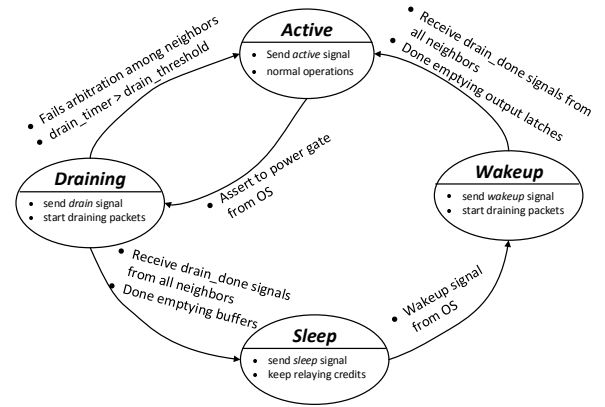 Active
• Send active signal
• normal operations
• Fails arbitration among neighbors
• drain_timer > drain_threshold
• Receive drain_done signals from
all neighbors
• Done emptying output latches
Draining
• send drain signal
• start draining packets
• Assert to power gate
from OS
Wakeup
• send wakeup signal
• start draining packets
• Receive drain_done signals
from all neighbors
• Done emptying buffers
• Wakeup signal
from OS
Sleep
• send sleep signal
• keep relaying credits